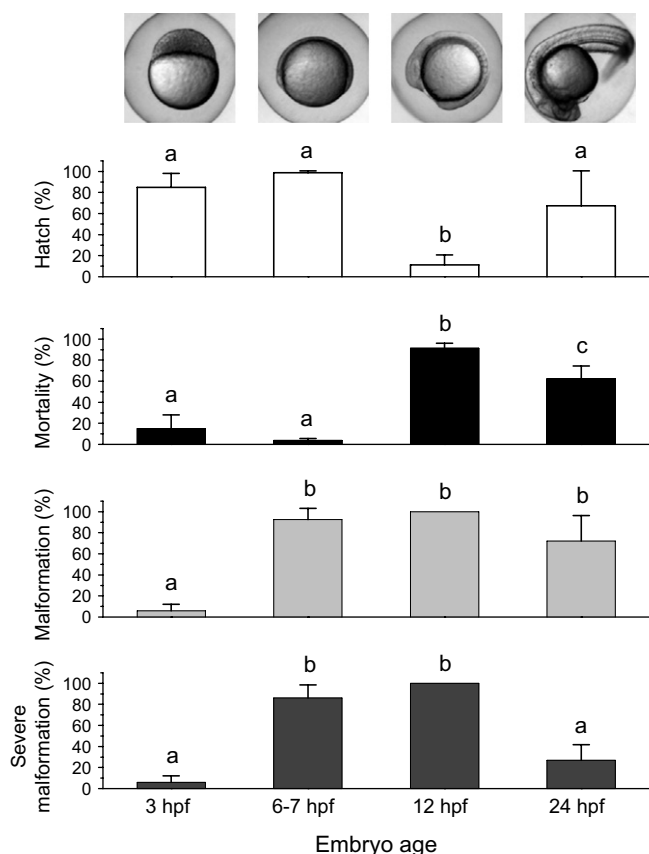 a a a
b
Hatch (%)
100
80
60
40
20
0
b
c
a a
Mortality (%)
100
80
60
40
20
0
b b b
a
Malformation (%)
100
80
60
40
20
0
b b
a a
Severe
malformation (%)
100
80
60
40
20
0
3 hpf 6-7 hpf 12 hpf 24 hpf
Embryo age